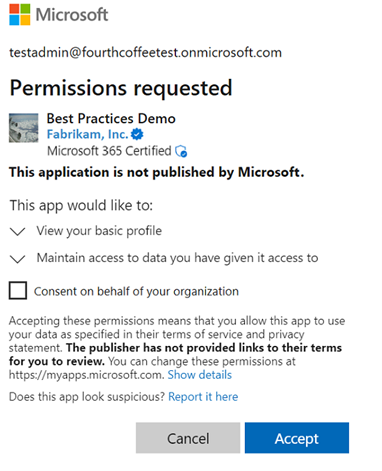 Microsoft
testadmin@fourthcoffeetest.onmicrosoft.com
Permissions requested
Best Practices Demo
Fabrikam, Inc.
Microsoft 365 Certified
This application is not published by Microsoft.
This app would like to:
View your basic profile
Maintain access to data you have given it access to
Consent on behalf of your organization
Accepting these permissions means that you allow this app to use
your data as specified in their terms of service and privacy
statement. The publisher has not provided links to their terms
for you to review. You can change these permissions at
https://myapps.microsoft.com. Show details
Does this app look suspicious? Report it here
Cancel
Accept